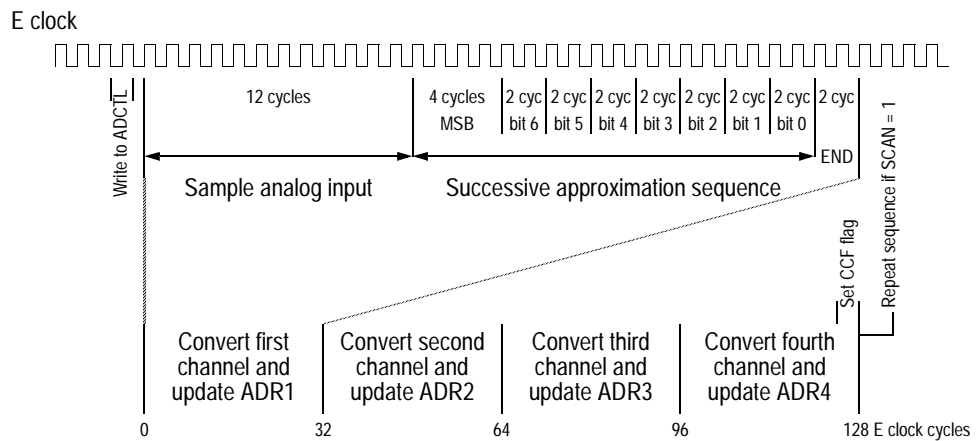 E clock
Write to ADCTL
12 cycles
4 cycles
MSB
2 cyc
bit 6
2 cyc
bit 5
2 cyc
bit 4
2 cyc
bit 3
2 cyc
bit 2
2 cyc
bit 1
2 cyc
bit 0
2 cyc
END
Sample analog input
Successive approximation sequence
Set CCF flag
Repeat sequence if SCAN = 1
Convert first
channel and
update ADR1
Convert second
channel and
update ADR2
Convert third
channel and
update ADR3
Convert fourth
channel and
update ADR4
0
32
64
96
128 E clock cycles